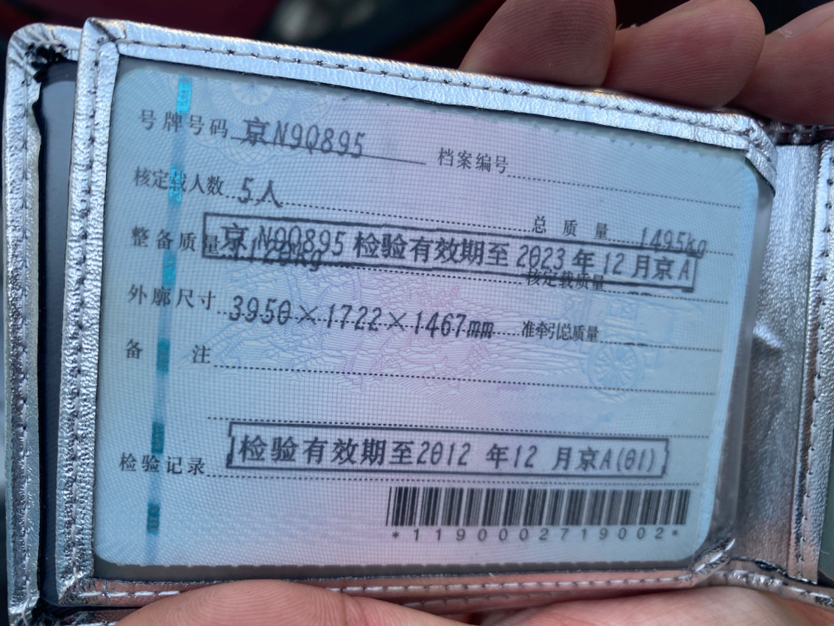 号牌号码 京N9Q895 档案编号
核定载人数 5人 总质量 1495kg
整备质量 核定载质量
京N9Q895 检验有效期至 2023 年 12 月京A
外廓尺寸 3950×1722×1467mm 准牵引总质量
备 注
检验记录 检验有效期至2012 年12 月京A(01)
*1190002719002*